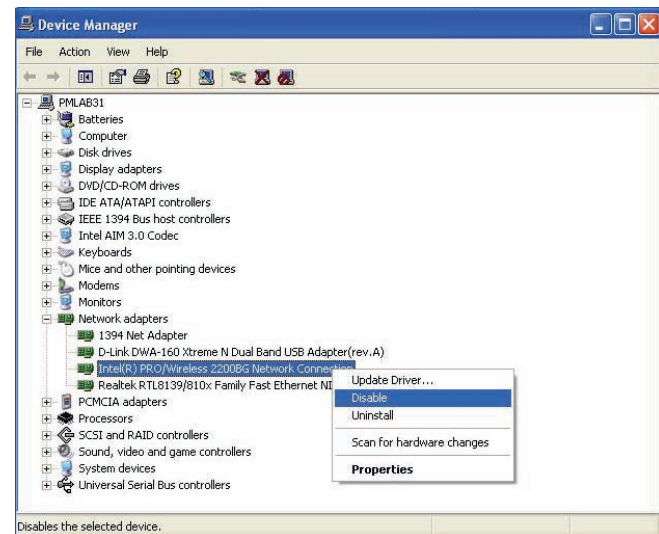 Device Manager
File Action View Help
PMLAB31
Batteries
Computer
Disk drives
Display adapters
DVD/CD-ROM drives
IDE ATA/ATAPI controllers
IEEE 1394 Bus host controllers
Intel AIM 3.0 Codec
Keyboards
Mice and other pointing devices
Modems
Monitors
Network adapters
1394 Net Adapter
D-Link DWA-160 Xtreme N Dual Band USB Adapter(rev.A)
Intel(R) PRO/Wireless 2200BG Network Connection
Realtek RTL8139/810x Family Fast Ethernet NI
PCMCIA adapters
Processors
SCSI and RAID controllers
Sound, video and game controllers
System devices
Universal Serial Bus controllers
Update Driver...
Disable
Uninstall
Scan for hardware changes
Properties
Disables the selected device.